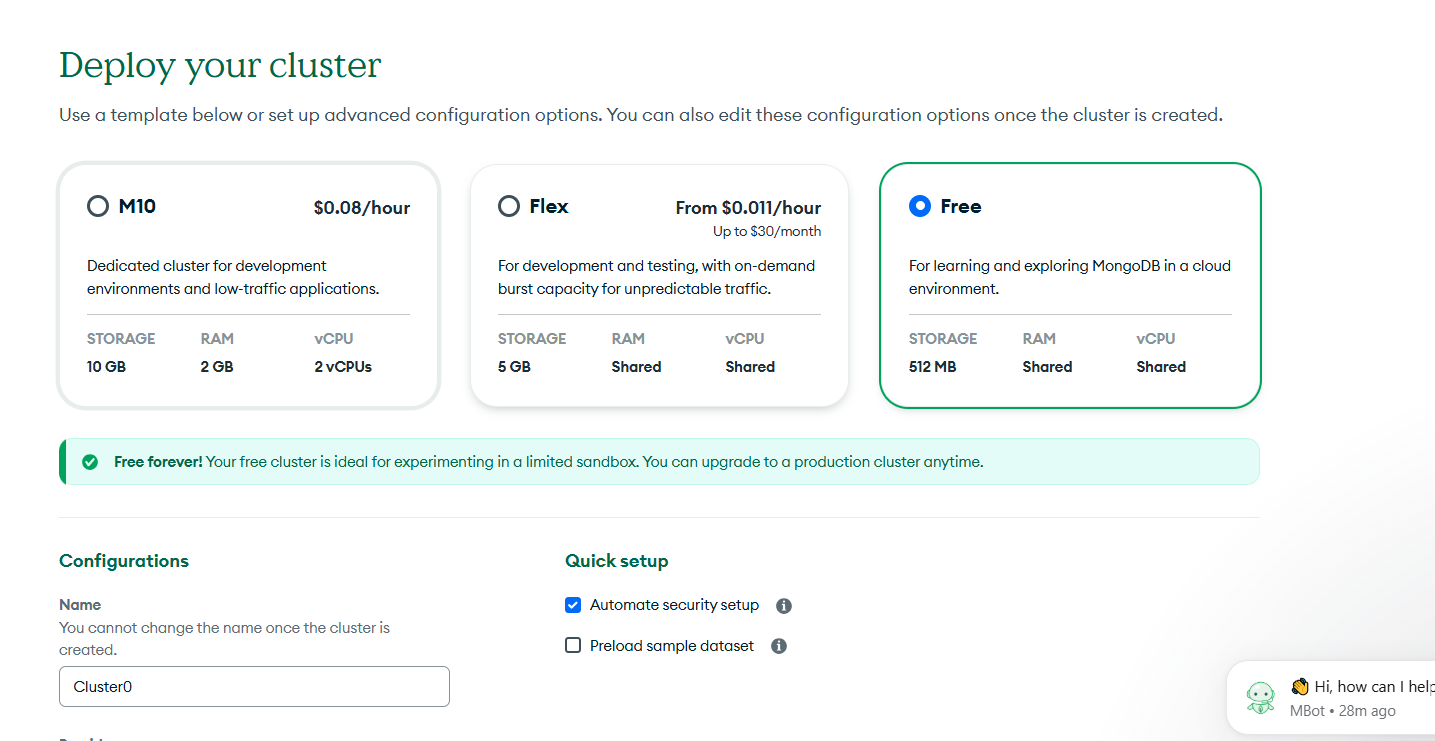 Deploy your cluster
Use a template below or set up advanced configuration options. You can also edit these configuration options once the cluster is created.
M10
$0.08/hour
Dedicated cluster for development
environments and low-traffic applications.
STORAGE RAM vCPU
10 GB 2 GB 2 vCPUs
Flex
From $0.011/hour
Up to $30/month
For development and testing, with on-demand
burst capacity for unpredictable traffic.
STORAGE RAM vCPU
5 GB Shared Shared
Free
For learning and exploring MongoDB in a cloud
environment.
STORAGE RAM vCPU
512 MB Shared Shared
Free forever! Your free cluster is ideal for experimenting in a limited sandbox. You can upgrade to a production cluster anytime.
Configurations
Name
You cannot change the name once the cluster is
created.
Cluster0
Quick setup
Automate security setup
Preload sample dataset
👋 Hi, how can I help
MBot • 28m ago